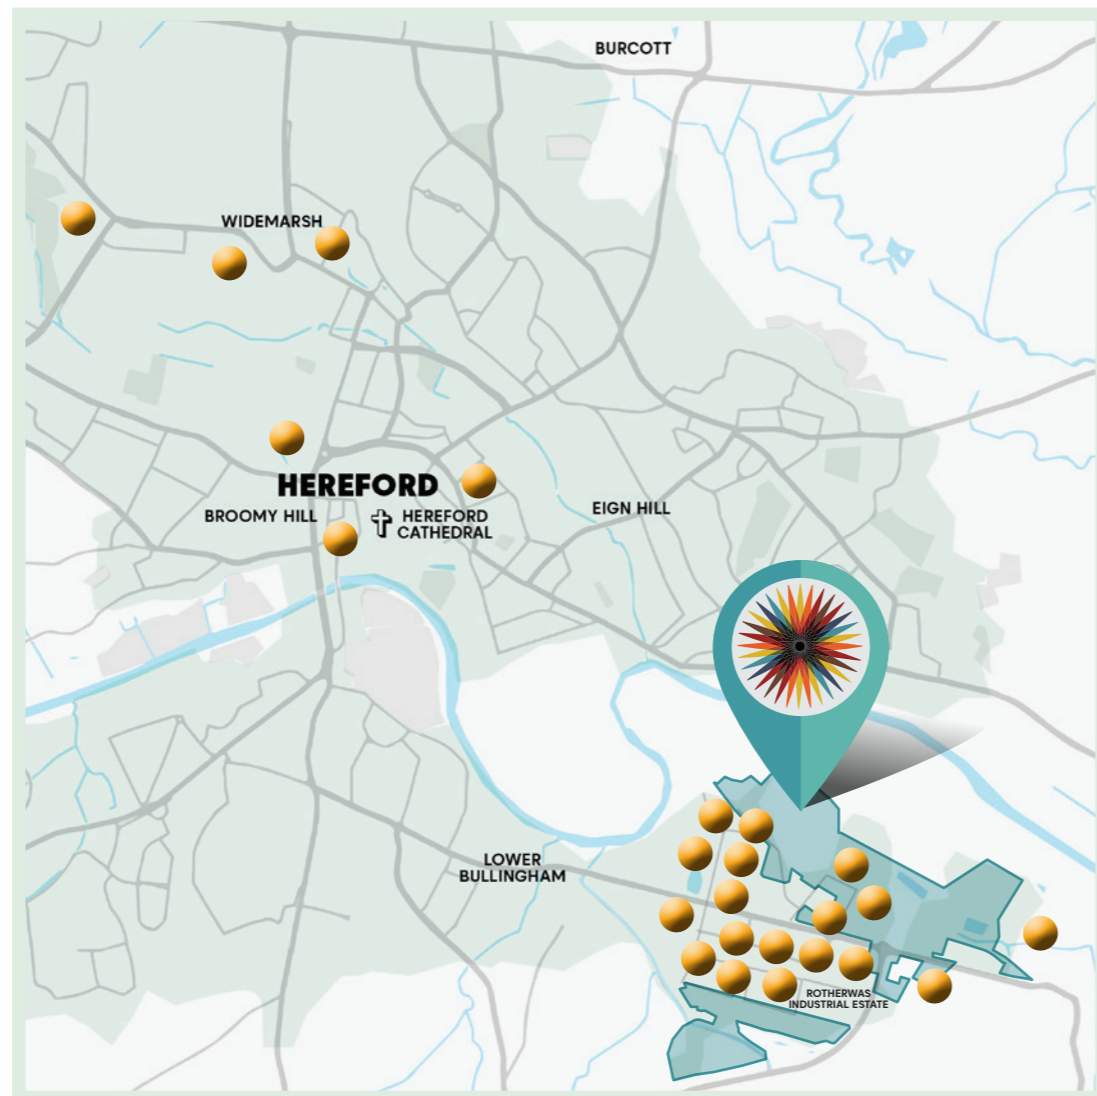 BURCOTT
WIDEMARSH
HEREFORD
BROOMY HILL
HEREFORD
CATHEDRAL
EIGN HILL
LOWER
BULLINGHAM
ROTHERWAS
INDUSTRIAL ESTATE